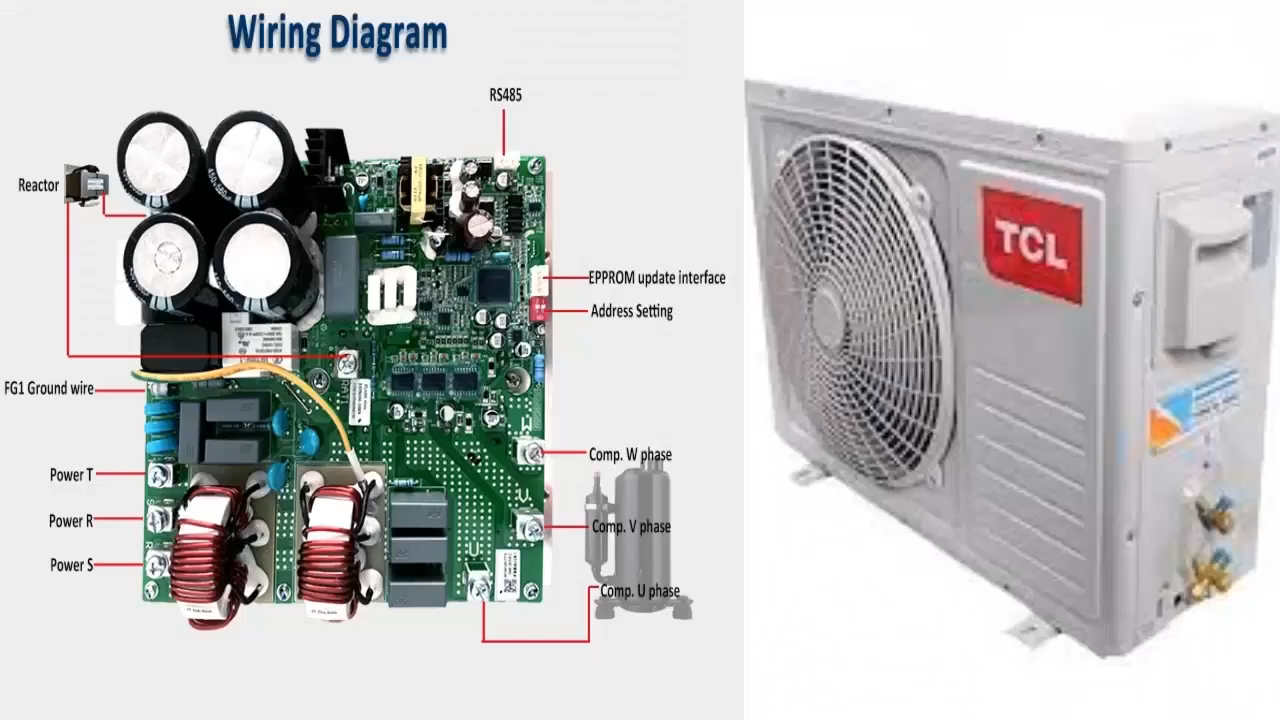 Wiring Diagram
RS485
Reactor
EPPROM update interface
Address Setting
FG1 Ground wire
Comp. W phase
Power T
Power R
Comp. V phase
Power S
Comp. U phase
W
V
U
TCL